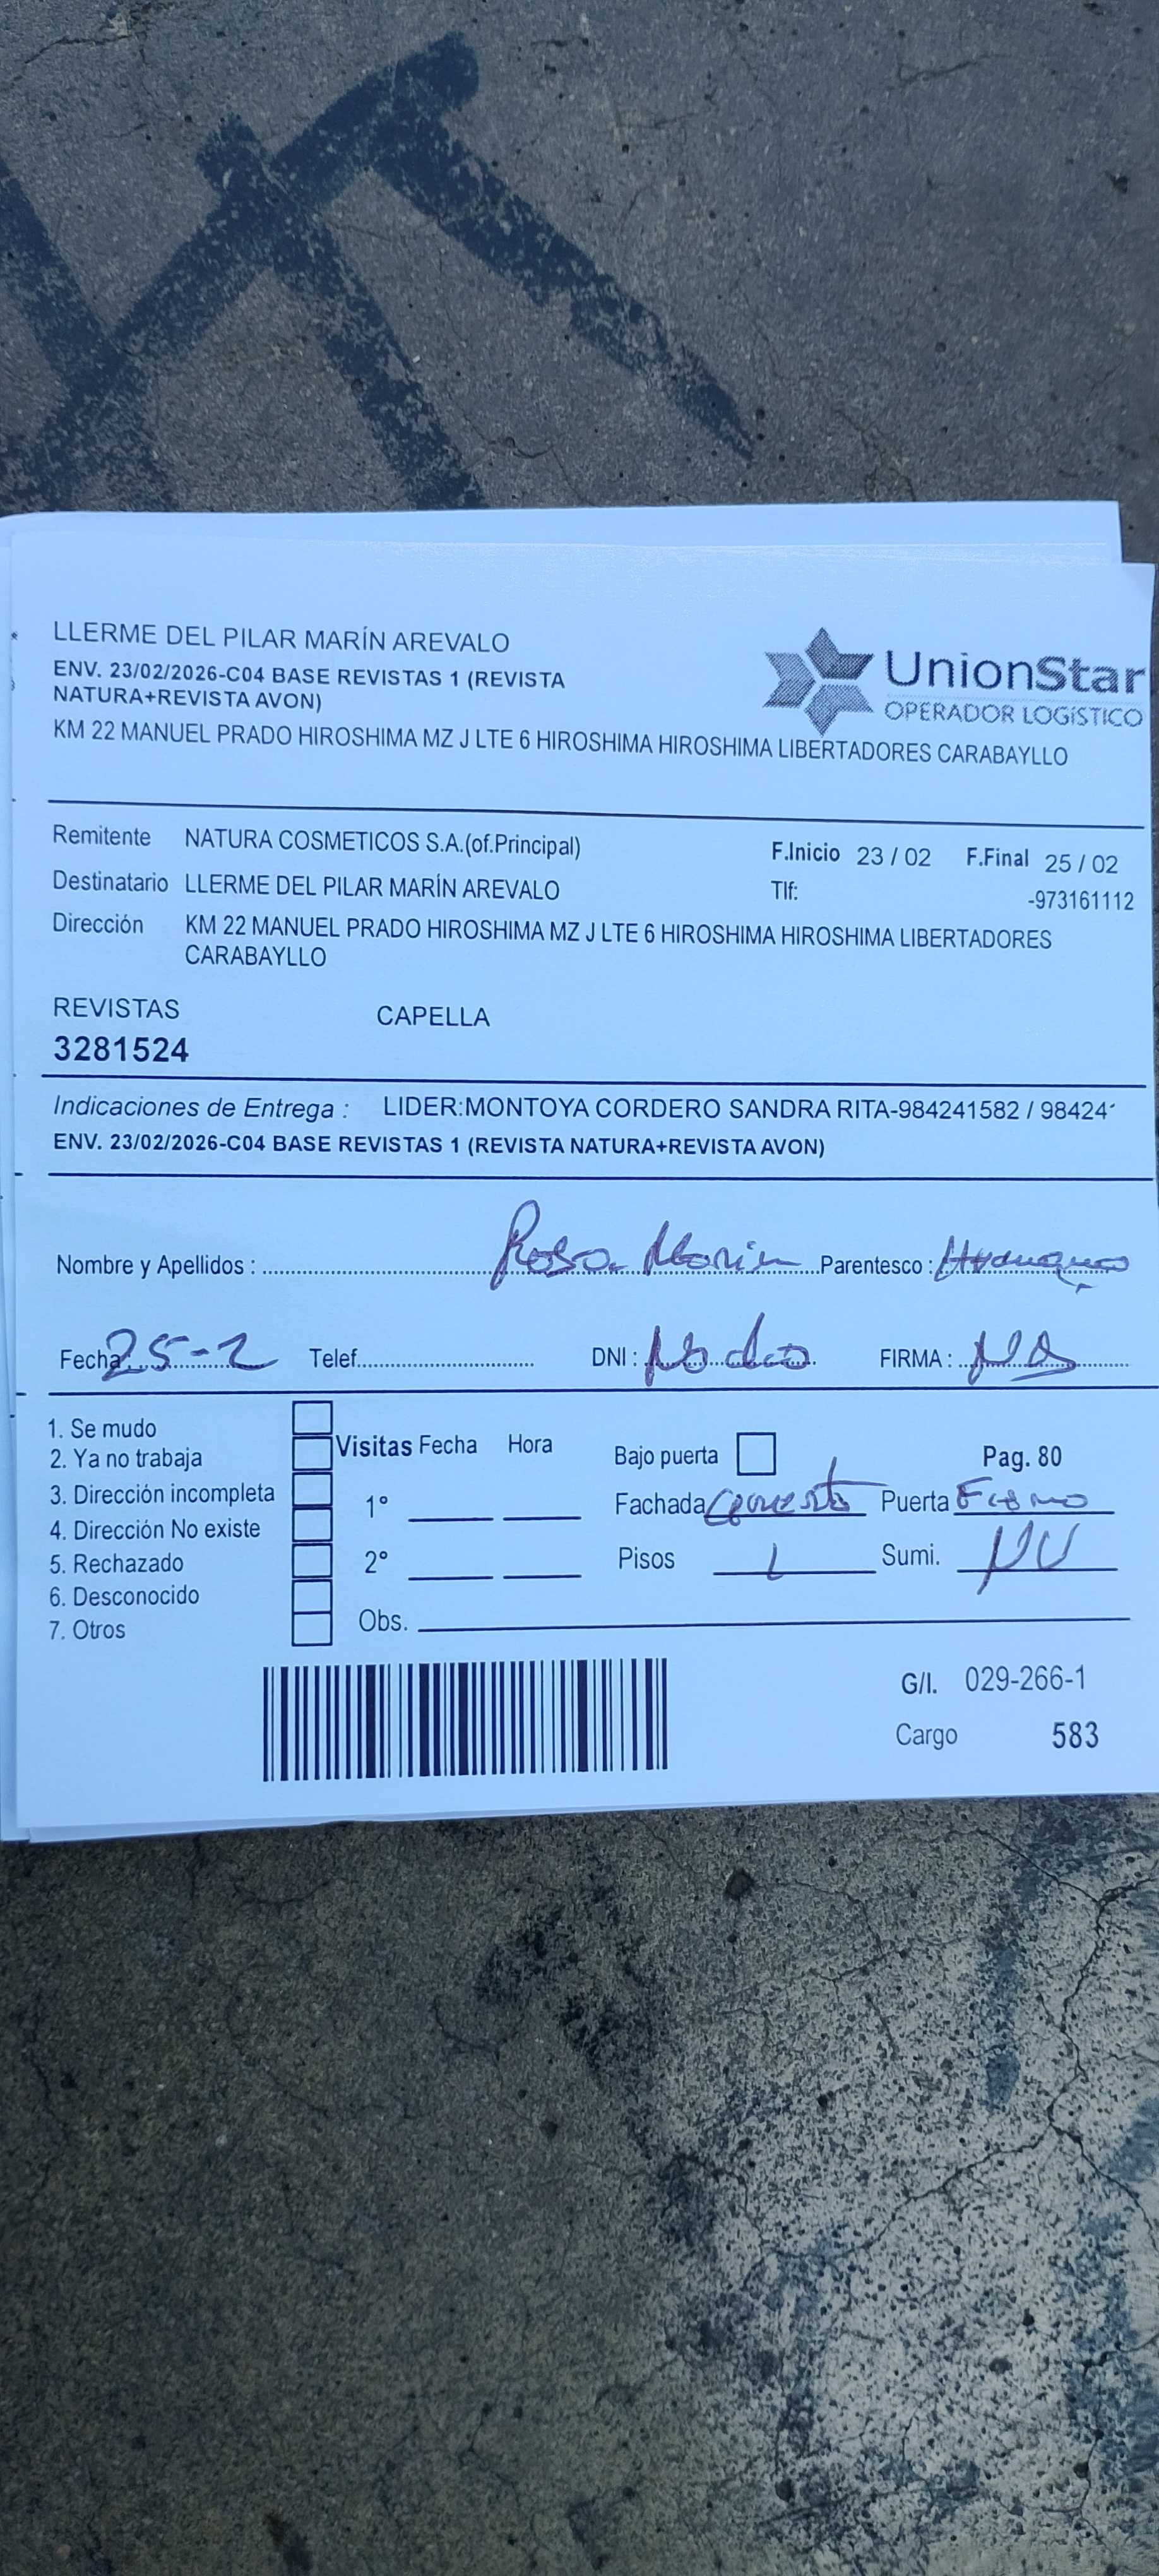 LLERME DEL PILAR MARÍN AREVALO
ENV. 23/02/2026-C04 BASE REVISTAS 1 (REVISTA
NATURA+REVISTA AVON)
KM 22 MANUEL PRADO HIROSHIMA MZ J LTE 6 HIROSHIMA HIROSHIMA LIBERTADORES CARABAYLLO
UnionStar
OPERADOR LOGÍSTICO
Remitente NATURA COSMETICOS S.A.(of.Principal) F.Inicio 23 / 02 F.Final 25 / 02
Destinatario LLERME DEL PILAR MARÍN AREVALO Tlf: -973161112
Dirección KM 22 MANUEL PRADO HIROSHIMA MZ J LTE 6 HIROSHIMA HIROSHIMA LIBERTADORES
CARABAYLLO
REVISTAS CAPELLA
3281524
Indicaciones de Entrega : LIDER:MONTOYA CORDERO SANDRA RITA-984241582 / 98424
ENV. 23/02/2026-C04 BASE REVISTAS 1 (REVISTA NATURA+REVISTA AVON)
Nombre y Apellidos : Rosa Marin Parentesco :
Fecha: 25-2 Telef. DNI : No dio FIRMA :
1. Se mudo
2. Ya no trabaja
3. Dirección incompleta
4. Dirección No existe
5. Rechazado
6. Desconocido
7. Otros
Visitas Fecha Hora
1°
2°
Obs.
Bajo puerta Pag. 80
Fachada Puerta
Pisos 1 Sumi. NV
G/I. 029-266-1
Cargo 583